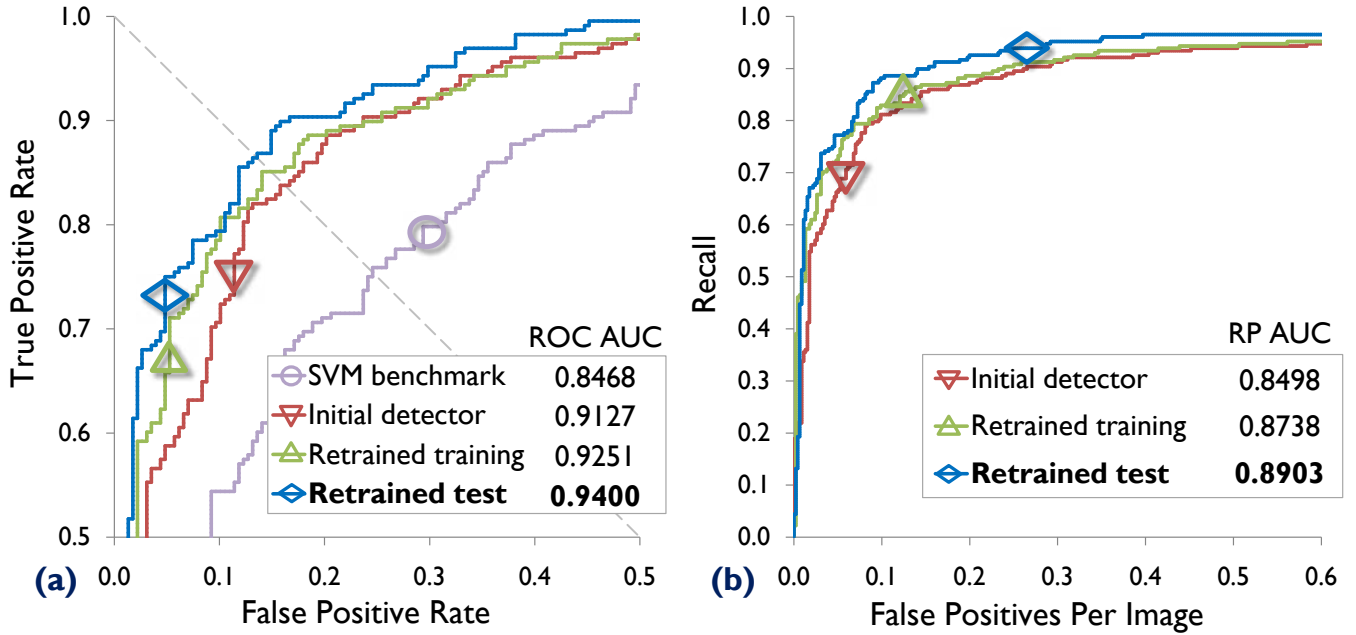 True Positive Rate
1.0
0.9
0.8
0.7
0.6
0.5
ROC AUC
SVM benchmark 0.8468
Initial detector 0.9127
Retrained training 0.9251
Retrained test 0.9400
0.0 0.1 0.2 0.3 0.4 0.5
(a)
False Positive Rate
Recall
1.0
0.9
0.8
0.7
0.6
0.5
0.4
0.3
0.2
0.1
0.0
RP AUC
Initial detector 0.8498
Retrained training 0.8738
Retrained test 0.8903
0.0 0.1 0.2 0.3 0.4 0.5 0.6
(b)
False Positives Per Image